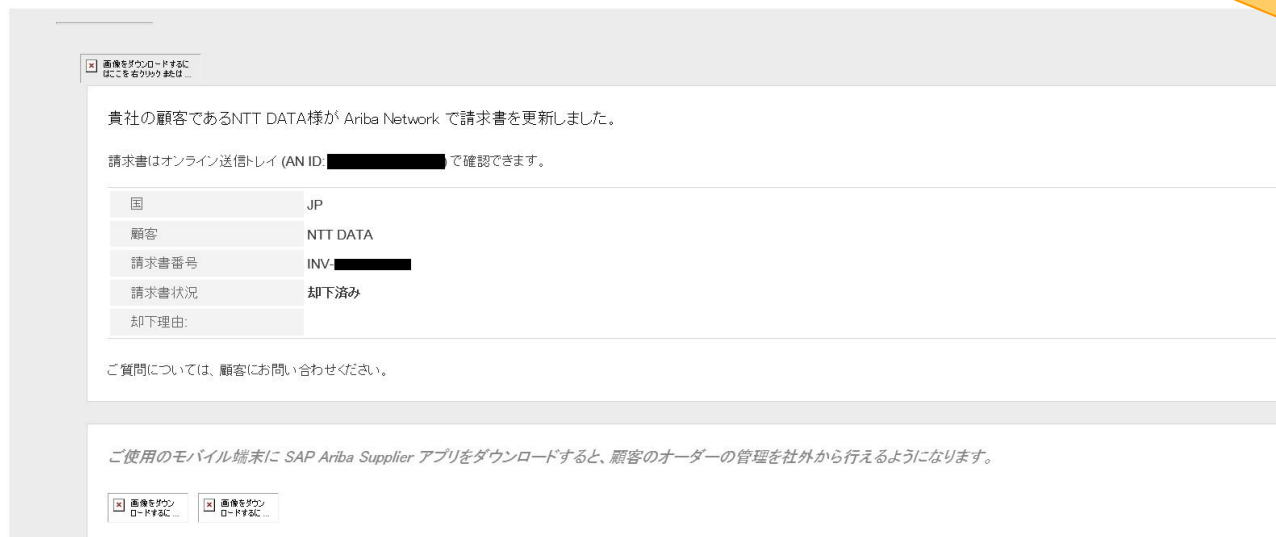 画像をダウンロードするに
はここを右クリックまたは...
貴社の顧客であるNTT DATA様が Ariba Network で請求書を更新しました。
請求書はオンライン送信トレイ (AN ID: ) で確認できます。
国 JP
顧客 NTT DATA
請求書番号 INV-
請求書状況 却下済み
却下理由:
ご質問については、顧客にお問い合わせください。
ご使用のモバイル端末に SAP Ariba Supplier アプリをダウンロードすると、顧客のオーダーの管理を社外から行えるようになります。
画像をダウン 画像をダウン
ロードするに... ロードするに...